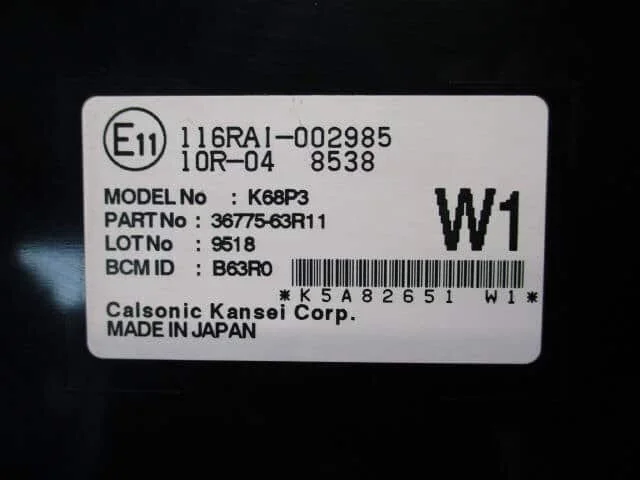 E11 116RAI-002985
10R-04 8538
MODEL No : K68P3
PART No : 36775-63R11
LOT No : 9518
BCM ID : B63R0
W1
*K5A82651 W1*
Calsonic Kansei Corp.
MADE IN JAPAN